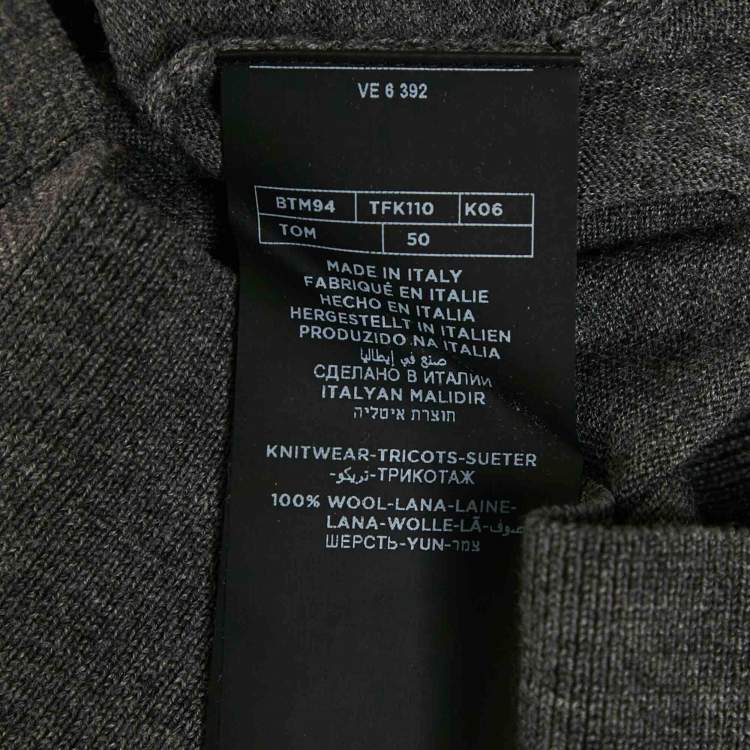 VE 6 392
BTM94 TFK110 K06
TOM 50
MADE IN ITALY
FABRIQUÉ EN ITALIE
HECHO EN ITALIA
HERGESTELLT IN ITALIEN
PRODUZIDO NA ITALIA
صنع في إيطاليا
СДЕЛАНО В ИТАЛИИ
ITALYAN MALIDIR
תוצרת איטליה
KNITWEAR-TRICOTS-SUETER
-تريكو-ТРИКОТАЖ
100% WOOL-LANA-LAINE-
LANA-WOLLE-LÃ-صوف-
ШЕРСТЬ-YUN-צמר